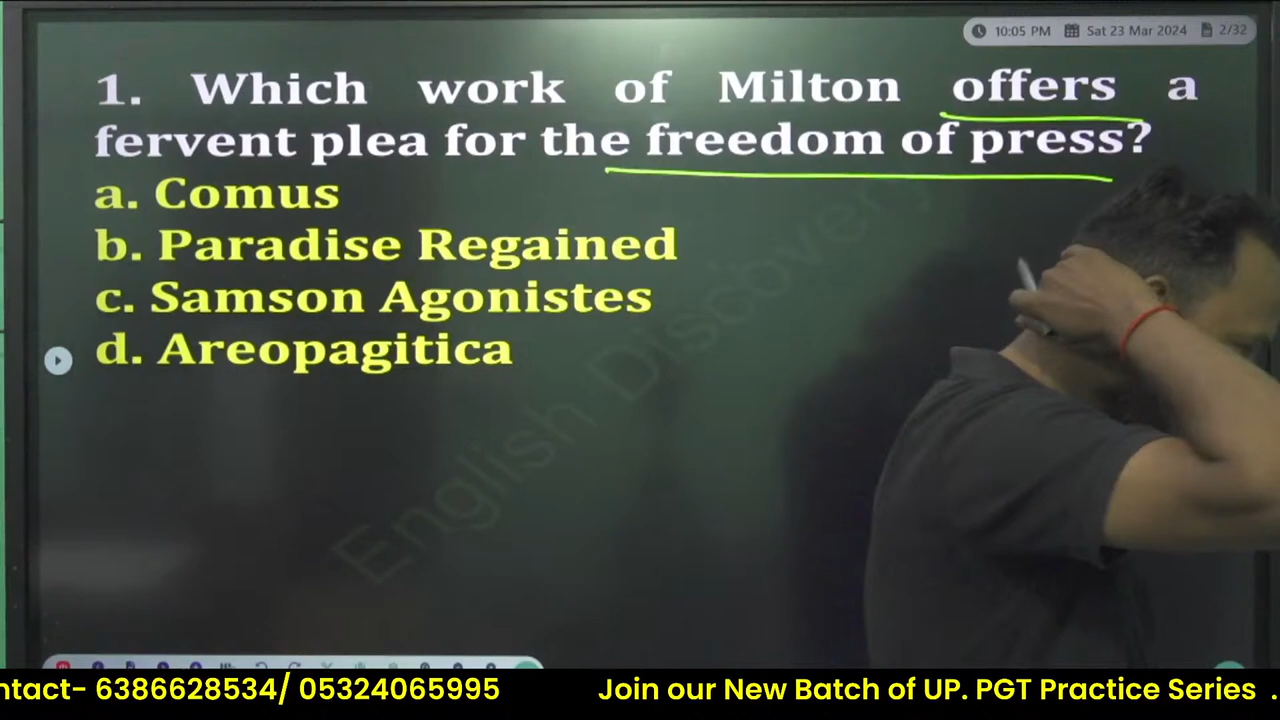 10:05 PM Sat 23 Mar 2024 2/32
1. Which work of Milton offers a
fervent plea for the freedom of press?
a. Comus
b. Paradise Regained
c. Samson Agonistes
d. Areopagitica
English Discovery
ntact- 6386628534/ 05324065995 Join our New Batch of UP. PGT Practice Series .